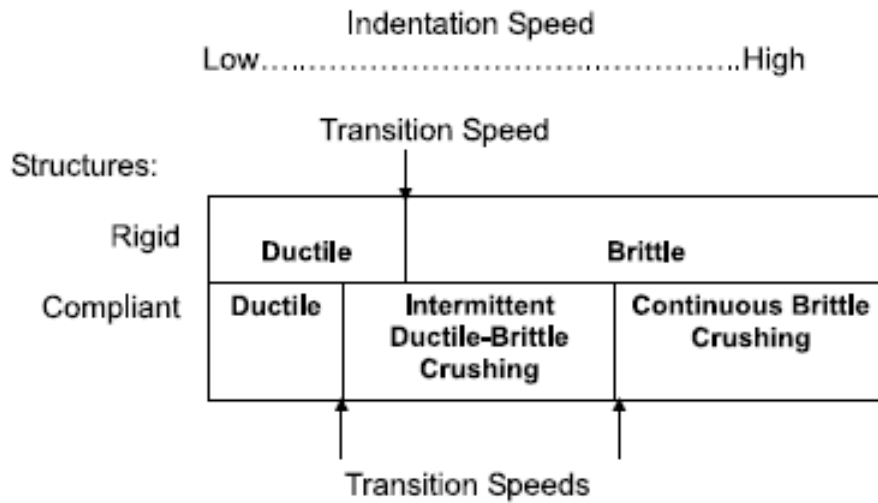 Indentation Speed
Low....................................................High
Transition Speed
Structures:
Rigid
Ductile
Brittle
Compliant
Ductile
Intermittent
Ductile-Brittle
Crushing
Continuous Brittle
Crushing
Transition Speeds